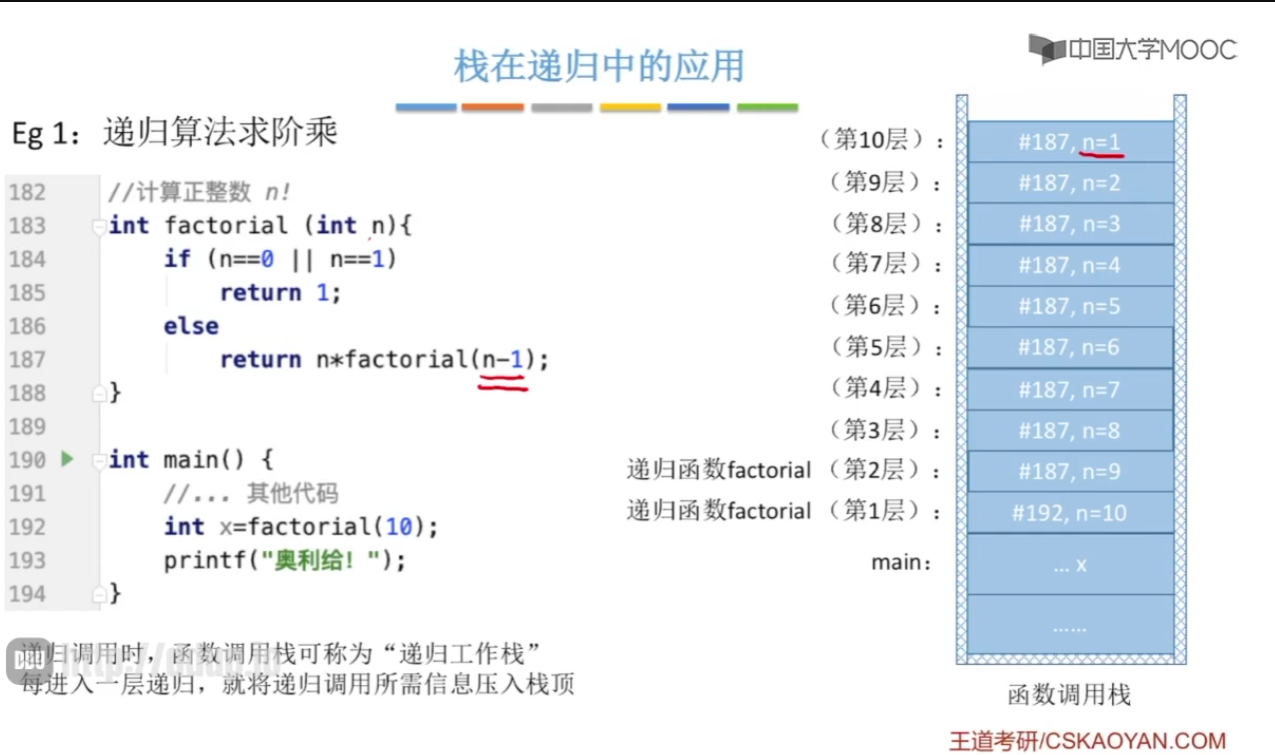 中国大学MOOC
栈在递归中的应用
Eg 1：递归算法求阶乘
182 //计算正整数 n!
183 int factorial (int n){
184 if (n==0 || n==1)
185 return 1;
186 else
187 return n*factorial(n-1);
188 }
189
190 int main() {
191 //... 其他代码
192 int x=factorial(10);
193 printf("奥利给! ");
194 }
递归调用时，函数调用栈可称为“递归工作栈”
每进入一层递归，就将递归调用所需信息压入栈顶
（第10层）： #187, n=1
（第9层）： #187, n=2
（第8层）： #187, n=3
（第7层）： #187, n=4
（第6层）： #187, n=5
（第5层）： #187, n=6
（第4层）： #187, n=7
（第3层）： #187, n=8
递归函数factorial （第2层）： #187, n=9
递归函数factorial （第1层）： #192, n=10
main： ... x
......
函数调用栈
王道考研/CSKAOYAN.COM